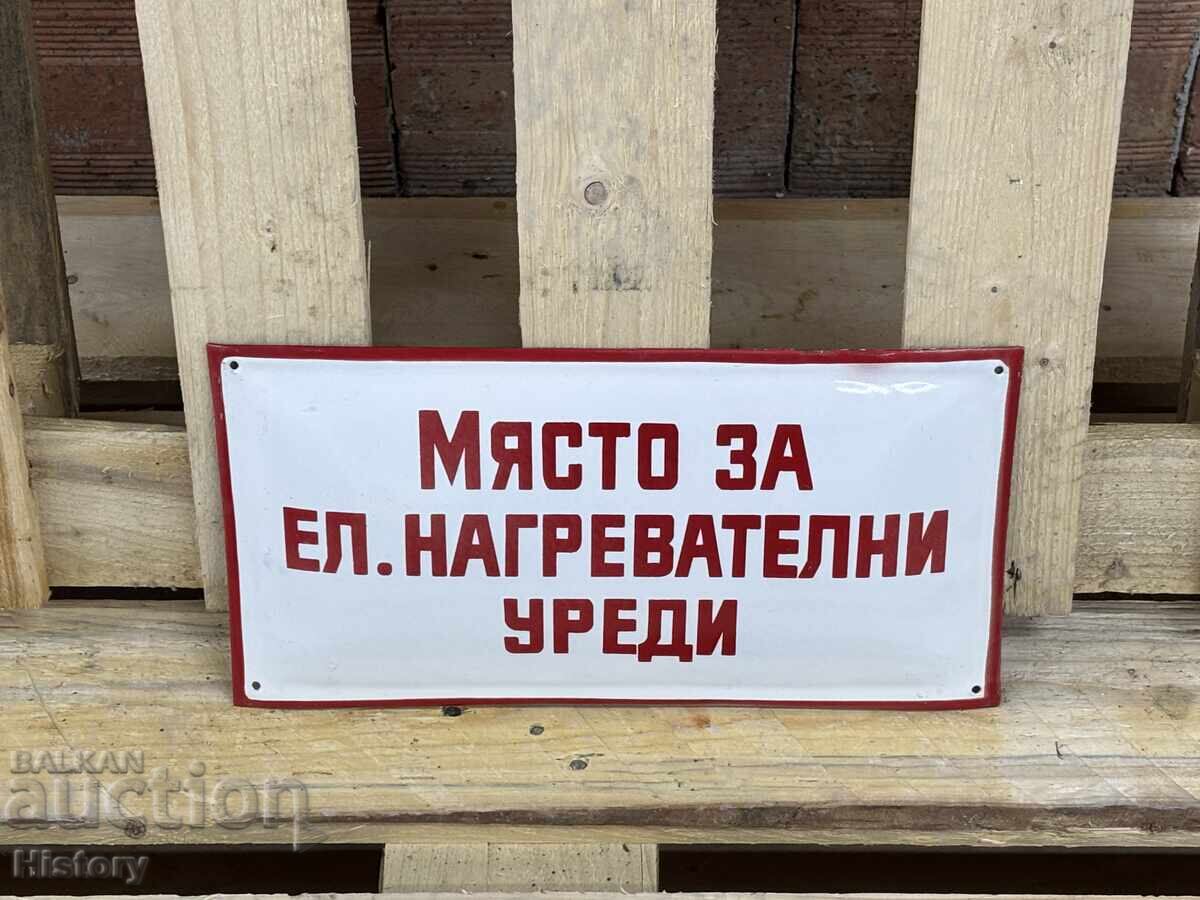 МЯСТО ЗА
ЕЛ. НАГРЕВАТЕЛНИ
УРЕДИ
BALKAN
auction
History